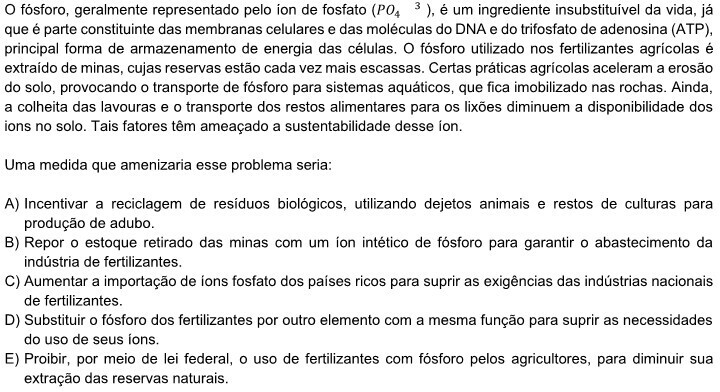 O fósforo, geralmente representado pelo íon de fosfato (PO₄ ³ ), é um ingrediente insubstituível da vida, já
que é parte constituinte das membranas celulares e das moléculas do DNA e do trifosfato de adenosina (ATP),
principal forma de armazenamento de energia das células. O fósforo utilizado nos fertilizantes agrícolas é
extraído de minas, cujas reservas estão cada vez mais escassas. Certas práticas agrícolas aceleram a erosão
do solo, provocando o transporte de fósforo para sistemas aquáticos, que fica imobilizado nas rochas. Ainda,
a colheita das lavouras e o transporte dos restos alimentares para os lixões diminuem a disponibilidade dos
ions no solo. Tais fatores têm ameaçado a sustentabilidade desse íon.
Uma medida que amenizaria esse problema seria:
A) Incentivar a reciclagem de resíduos biológicos, utilizando dejetos animais e restos de culturas para
produção de adubo.
B) Repor o estoque retirado das minas com um íon intético de fósforo para garantir o abastecimento da
indústria de fertilizantes.
C) Aumentar a importação de íons fosfato dos países ricos para suprir as exigências das indústrias nacionais
de fertilizantes.
D) Substituir o fósforo dos fertilizantes por outro elemento com a mesma função para suprir as necessidades
do uso de seus íons.
E) Proibir, por meio de lei federal, o uso de fertilizantes com fósforo pelos agricultores, para diminuir sua
extração das reservas naturais.